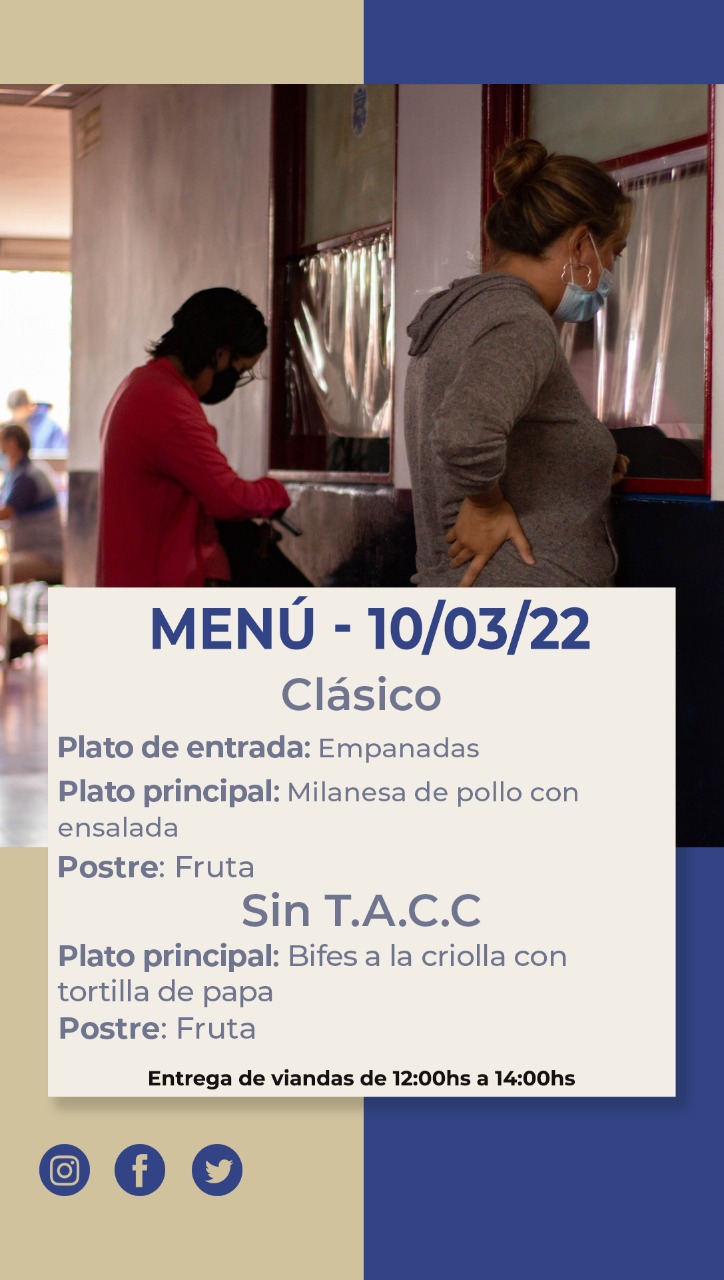 MENÚ - 10/03/22
Clásico
Plato de entrada: Empanadas
Plato principal: Milanesa de pollo con
ensalada
Postre: Fruta
Sin T.A.C.C
Plato principal: Bifes a la criolla con
tortilla de papa
Postre: Fruta
Entrega de viandas de 12:00hs a 14:00hs